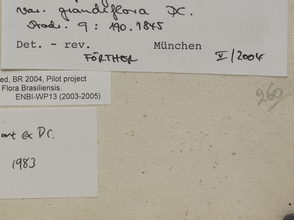 var. grandiflora DC.
Prodr. 9: 190. 1845
Det. - rev. München
FÖRTHER V/2004
ed, BR 2004, Pilot project
Flora Brasiliensis.
ENBI-WP13 (2003-2005)
260
ex DC.
1983